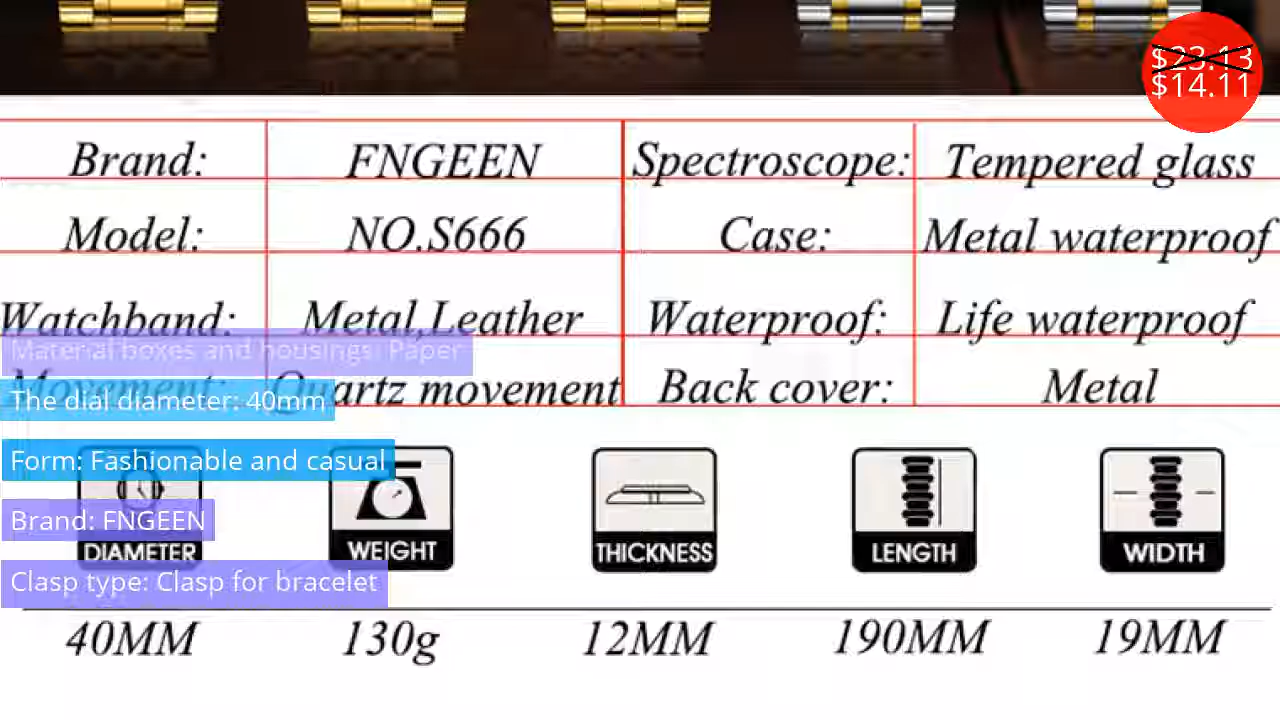 $23.13
$14.11
Brand: FNGEEN Spectroscope: Tempered glass
Model: NO.S666 Case: Metal waterproof
Watchband: Metal,Leather Waterproof: Life waterproof
Material boxes and housings: Paper
Movement: Quartz movement Back cover: Metal
The dial diameter: 40mm
Form: Fashionable and casual
Brand: FNGEEN
DIAMETER WEIGHT THICKNESS LENGTH WIDTH
Clasp type: Clasp for bracelet
40MM 130g 12MM 190MM 19MM